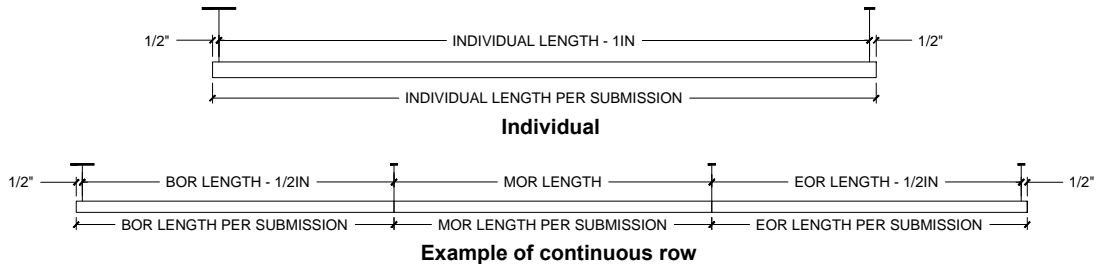 1/2" INDIVIDUAL LENGTH - 1IN 1/2"
INDIVIDUAL LENGTH PER SUBMISSION
Individual
1/2" BOR LENGTH - 1/2IN MOR LENGTH EOR LENGTH - 1/2IN 1/2"
BOR LENGTH PER SUBMISSION MOR LENGTH PER SUBMISSION EOR LENGTH PER SUBMISSION
Example of continuous row